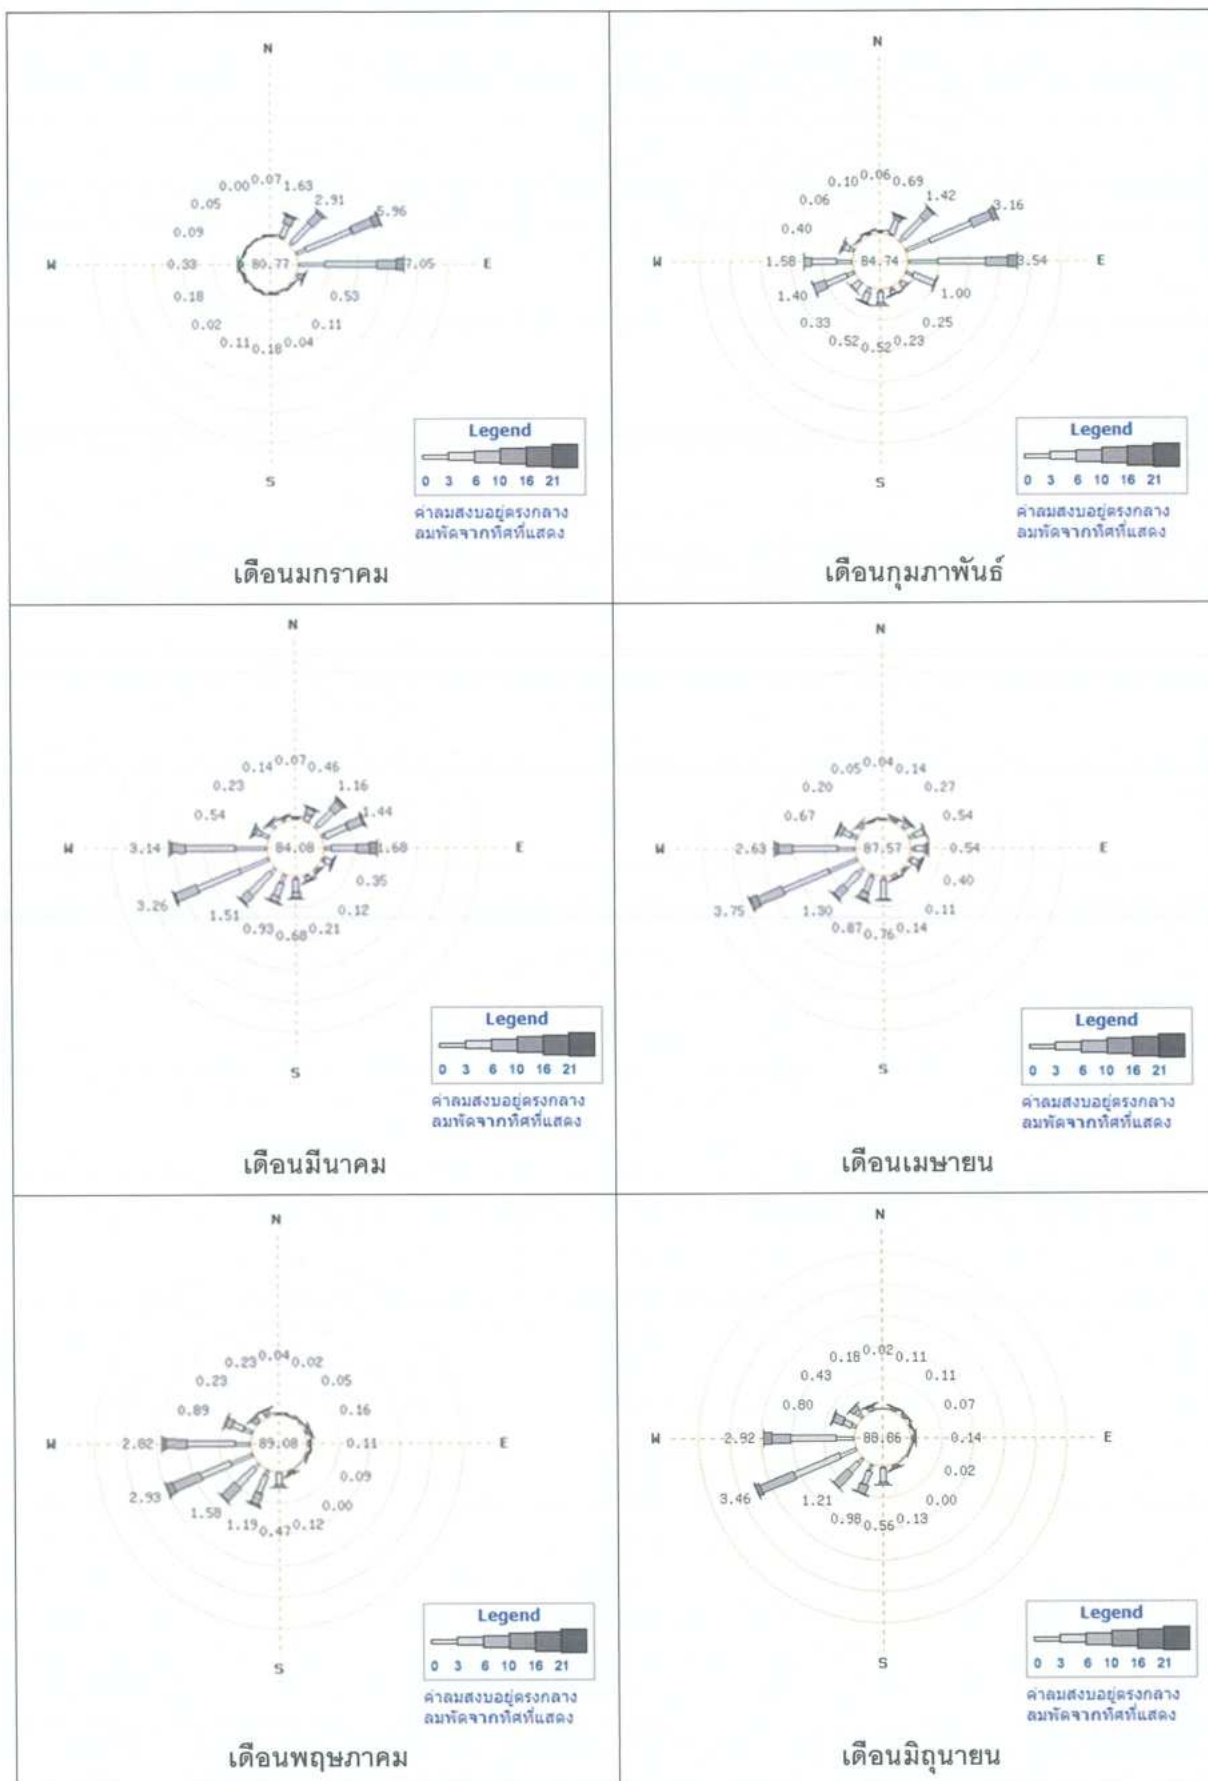 N
0.00 0.07 1.63
0.05 2.91
0.09 5.96
W 0.33 80.77 7.05 E
0.18 0.53
0.02 0.11
0.11 0.18 0.04
S
Legend
0 3 6 10 16 21
ค่าลมสงบอยู่ตรงกลาง
ลมพัดจากทิศที่แสดง
เดือนมกราคม
N
0.10 0.06 0.69
0.06 1.42
0.40 3.16
W 1.58 84.74 3.54 E
1.40 1.00
0.33 0.25
0.52 0.52 0.23
S
Legend
0 3 6 10 16 21
ค่าลมสงบอยู่ตรงกลาง
ลมพัดจากทิศที่แสดง
เดือนกุมภาพันธ์
N
0.14 0.07 0.46
0.23 1.16
0.54 1.44
W 3.14 84.08 1.68 E
3.26 0.35
1.51 0.12
0.93 0.68 0.21
S
Legend
0 3 6 10 16 21
ค่าลมสงบอยู่ตรงกลาง
ลมพัดจากทิศที่แสดง
เดือนมีนาคม
N
0.05 0.04 0.14
0.20 0.27
0.67 0.54
W 2.63 87.57 0.54 E
3.75 0.40
1.30 0.11
0.87 0.76 0.14
S
Legend
0 3 6 10 16 21
ค่าลมสงบอยู่ตรงกลาง
ลมพัดจากทิศที่แสดง
เดือนเมษายน
N
0.23 0.04 0.02
0.23 0.05
0.89 0.16
W 2.82 89.08 0.11 E
2.93 0.09
1.58 0.00
1.19 0.47 0.12
S
Legend
0 3 6 10 16 21
ค่าลมสงบอยู่ตรงกลาง
ลมพัดจากทิศที่แสดง
เดือนพฤษภาคม
N
0.18 0.02 0.11
0.43 0.11
0.80 0.07
W 2.92 88.86 0.14 E
3.46 0.02
1.21 0.00
0.98 0.56 0.13
S
Legend
0 3 6 10 16 21
ค่าลมสงบอยู่ตรงกลาง
ลมพัดจากทิศที่แสดง
เดือนมิถุนายน